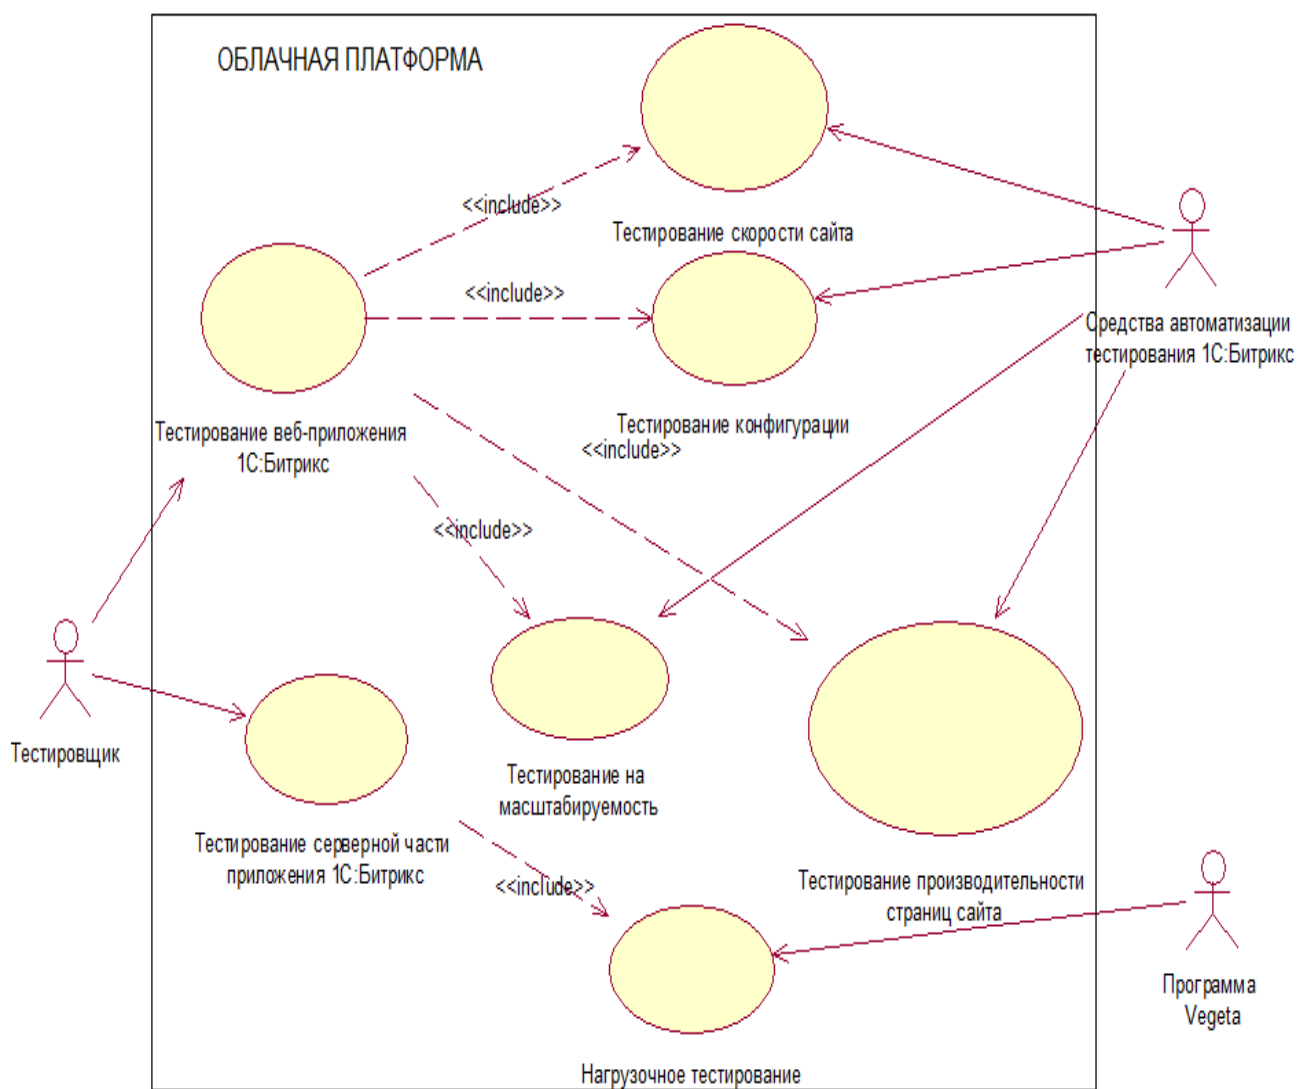 ОБЛАЧНАЯ ПЛАТФОРМА
<<include>>
Тестирование скорости сайта
<<include>>
Средства автоматизации
тестирования 1С:Битрикс
Тестирование веб-приложения
1С:Битрикс
Тестирование конфигурации
<<include>>
<<include>>
Тестировщик
Тестирование на
масштабируемость
Тестирование серверной части
приложения 1С:Битрикс
<<include>>
Тестирование производительности
страниц сайта
Программа
Vegeta
Нагрузочное тестирование